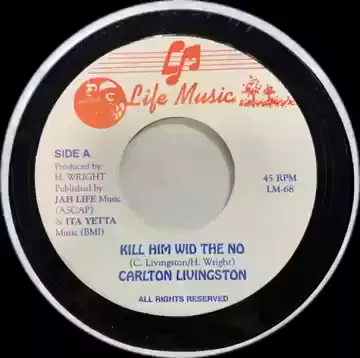 Life Music
SIDE A
Produced by:
H. WRIGHT
Published by:
JAH LIFE Music
(ASCAP)
& ITA YETTA
Music (BMI)
45 RPM
LM-68
KILL HIM WID THE NO
(C. Livingston/H. Wright)
CARLTON LIVINGSTON
ALL RIGHTS RESERVED